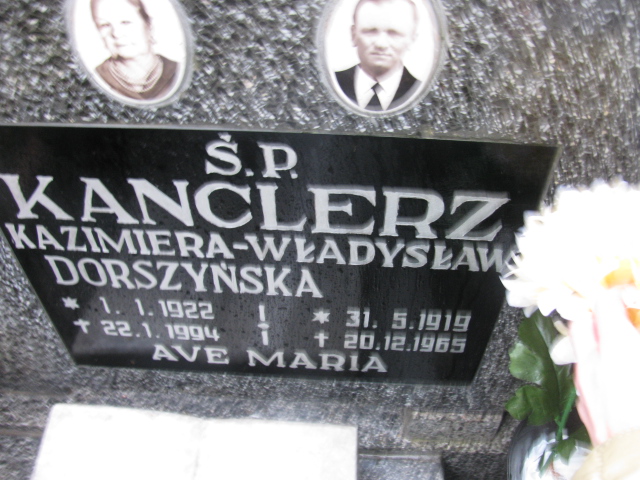 Ś.P.
KANCLERZ
KAZIMIERA-WŁADYSŁAW
DORSZYŃSKA
* 1. 1.1922 * 31. 5.1919
† 22.1.1994 † 20.12.1965
AVE MARIA